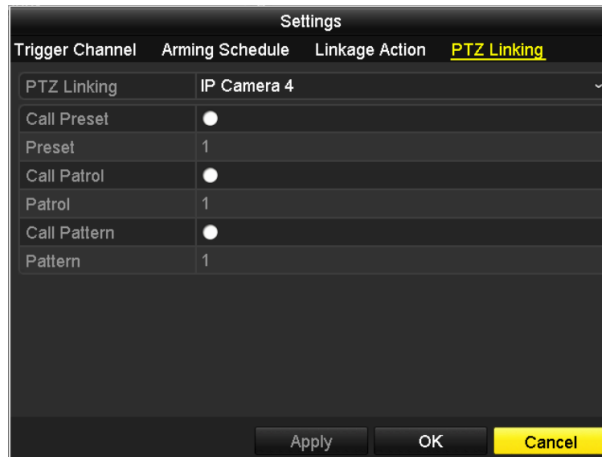 Settings
Trigger Channel Arming Schedule Linkage Action PTZ Linking
PTZ Linking IP Camera 4
Call Preset
Preset 1
Call Patrol
Patrol 1
Call Pattern
Pattern 1
Apply OK Cancel